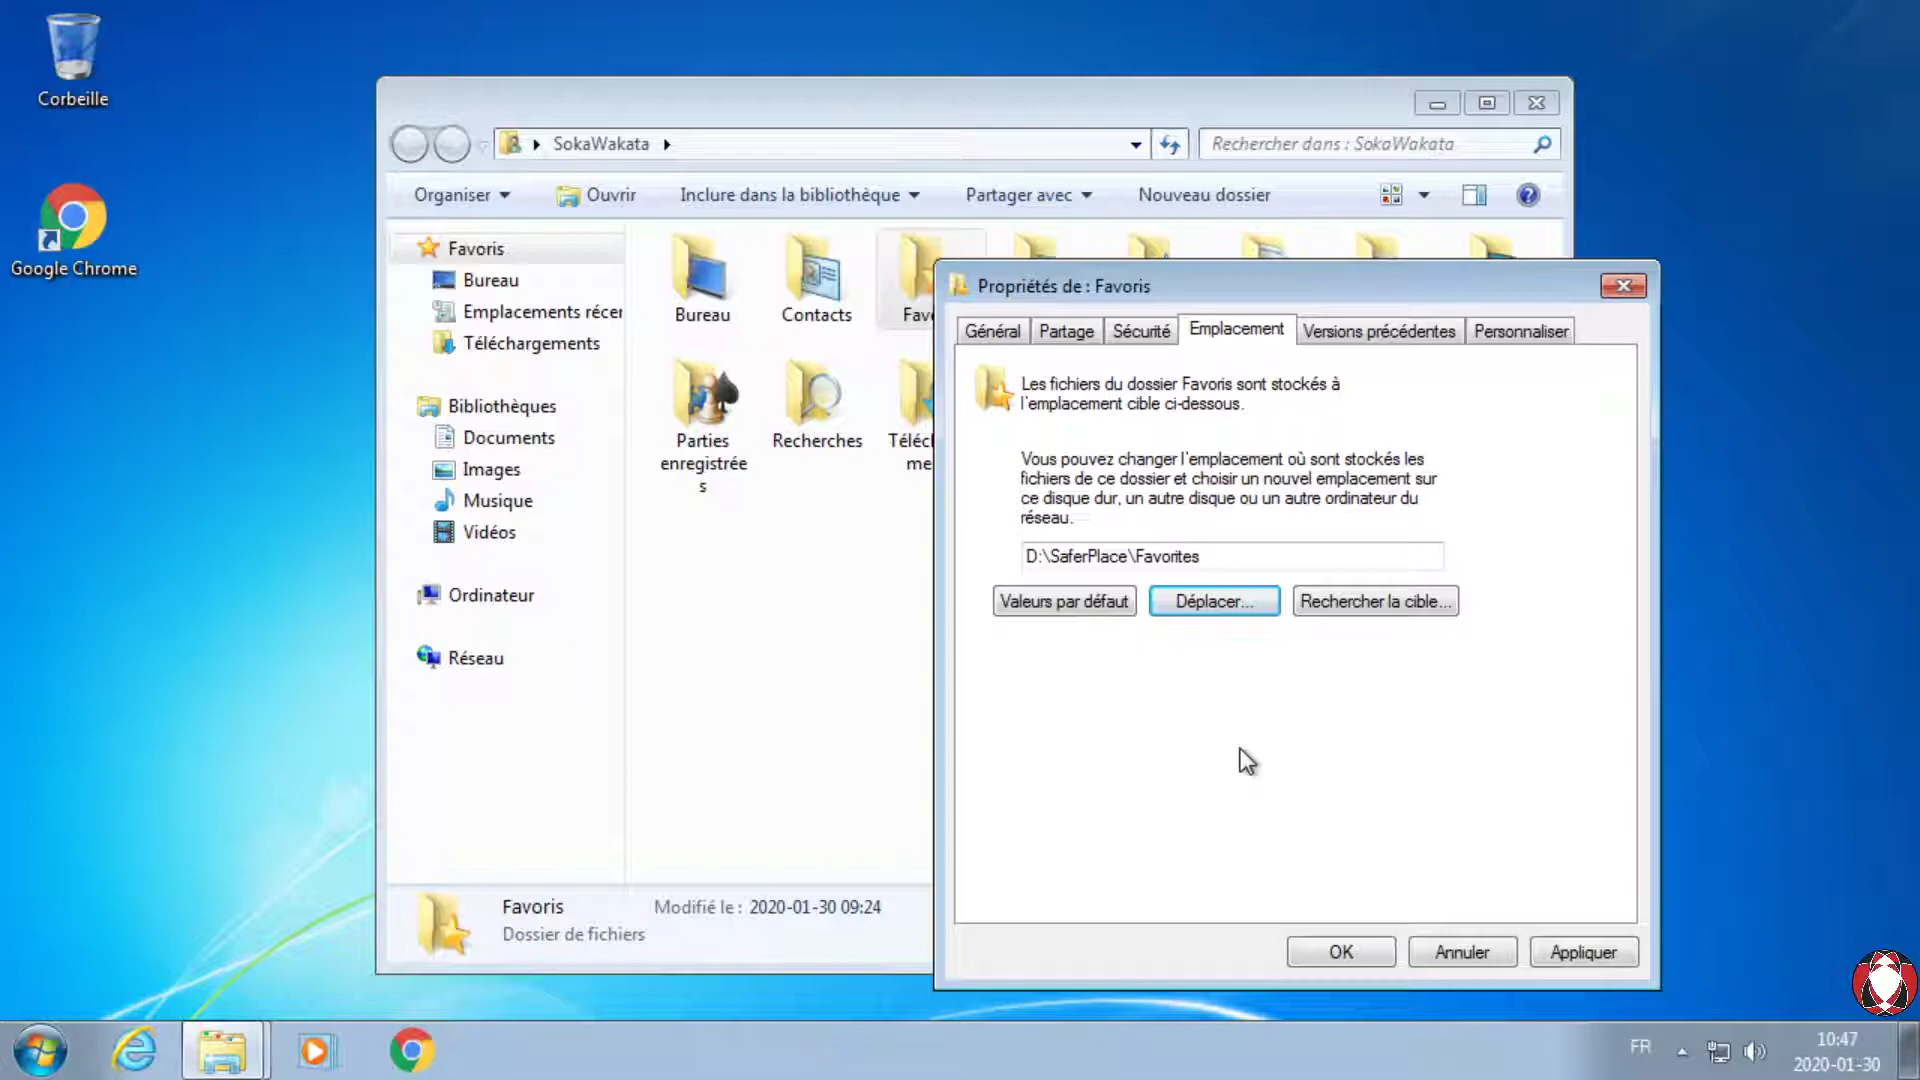 Corbeille
Google Chrome
SokaWakata
Rechercher dans : SokaWakata
Organiser
Ouvrir
Inclure dans la bibliothèque
Partager avec
Nouveau dossier
Favoris
Bureau
Emplacements récer
Téléchargements
Bibliothèques
Documents
Images
Musique
Vidéos
Ordinateur
Réseau
Bureau
Contacts
Favo
Parties
enregistrée
s
Recherches
Téléch
me
Favoris
Dossier de fichiers
Modifié le : 2020-01-30 09:24
Propriétés de : Favoris
Général
Partage
Sécurité
Emplacement
Versions précédentes
Personnaliser
Les fichiers du dossier Favoris sont stockés à
l'emplacement cible ci-dessous.
Vous pouvez changer l'emplacement où sont stockés les
fichiers de ce dossier et choisir un nouvel emplacement sur
ce disque dur, un autre disque ou un autre ordinateur du
réseau.
D:\SaferPlace\Favorites
Valeurs par défaut
Déplacer...
Rechercher la cible...
OK
Annuler
Appliquer
FR
10:47
2020-01-30